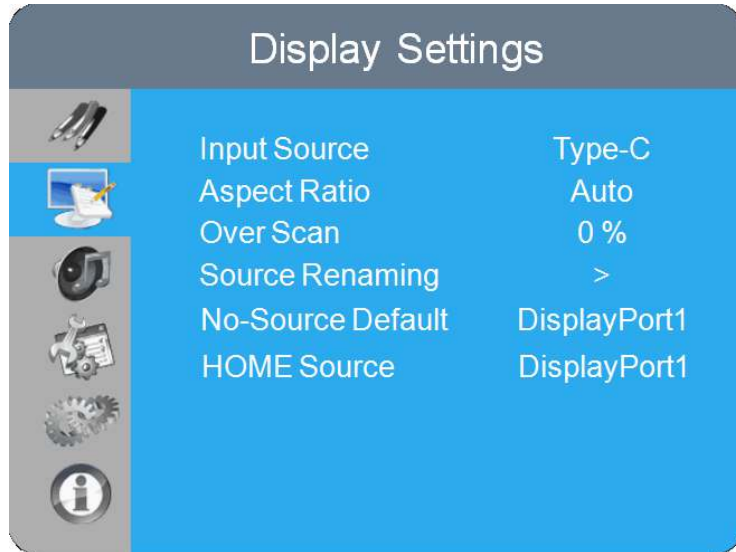 Display Settings
Input Source Type-C
Aspect Ratio Auto
Over Scan 0 %
Source Renaming >
No-Source Default DisplayPort1
HOME Source DisplayPort1